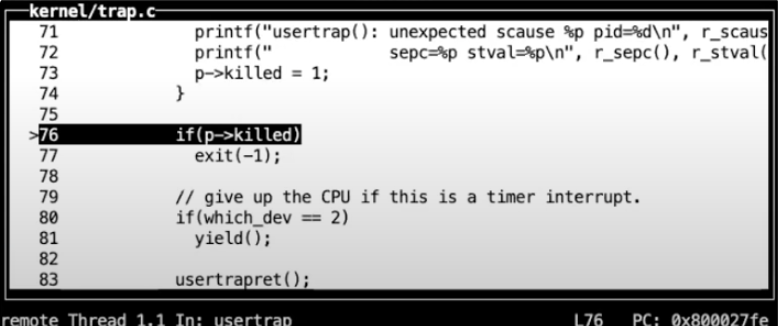 kernel/trap.c
71 printf("usertrap(): unexpected scause %p pid=%d\n", r_scaus
72 printf(" sepc=%p stval=%p\n", r_sepc(), r_stval(
73 p->killed = 1;
74 }
75
>76 if(p->killed)
77 exit(-1);
78
79 // give up the CPU if this is a timer interrupt.
80 if(which_dev == 2)
81 yield();
82
83 usertrapret();
remote Thread 1.1 In: usertrap L76 PC: 0x800027fe